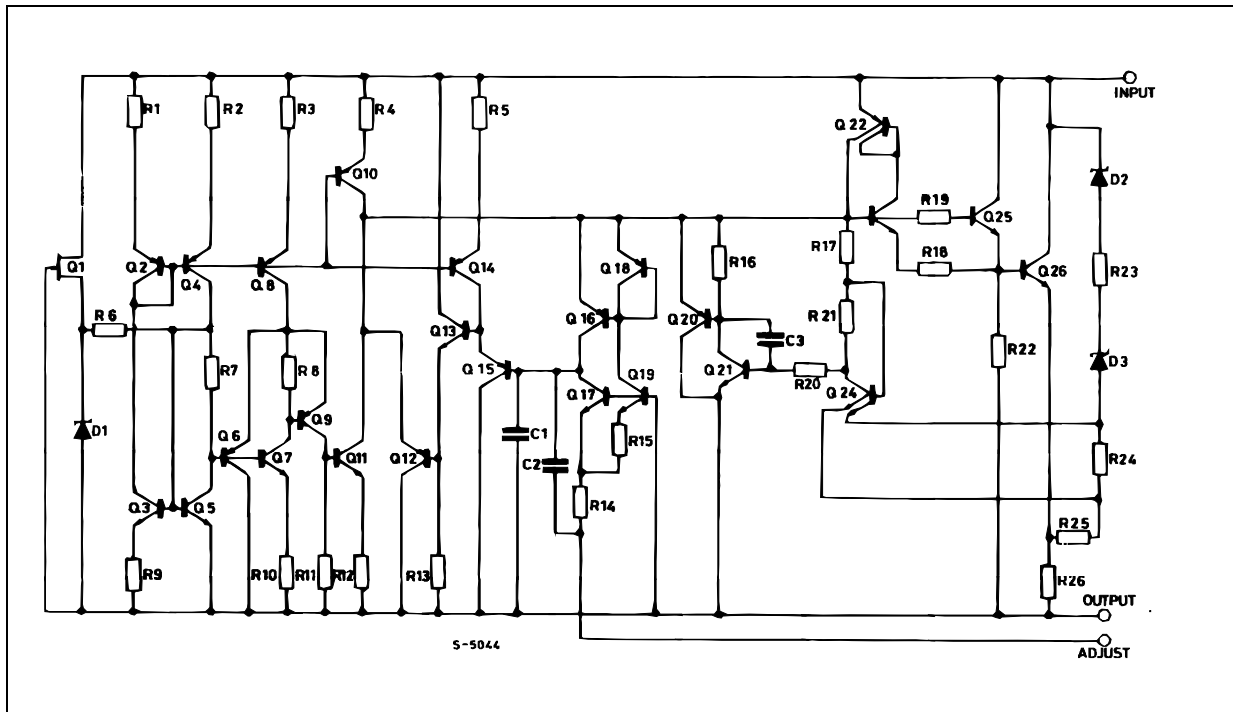 INPUT
R1
R2
R3
R4
R5
Q22
D2
Q10
R19
Q25
R18
Q1
Q2
Q4
Q8
Q14
Q18
R16
R17
Q26
R23
R6
Q13
Q16
Q20
C3
R21
R22
R7
R8
Q15
Q19
Q21
R20
D3
Q17
Q24
Q9
D1
Q6
Q7
Q11
Q12
C1
C2
R15
R24
Q3
Q5
R14
R25
R9
R10
R11
R12
R13
R26
OUTPUT
S-5044
ADJUST